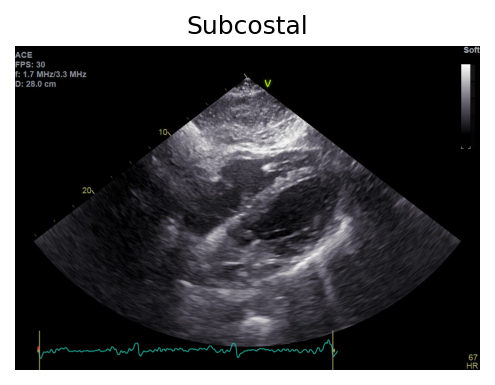 Subcostal
ACE
FPS: 30
f: 1.7 MHz/3.3 MHz
D: 28.0 cm
Soft
V
10
20
67
HR